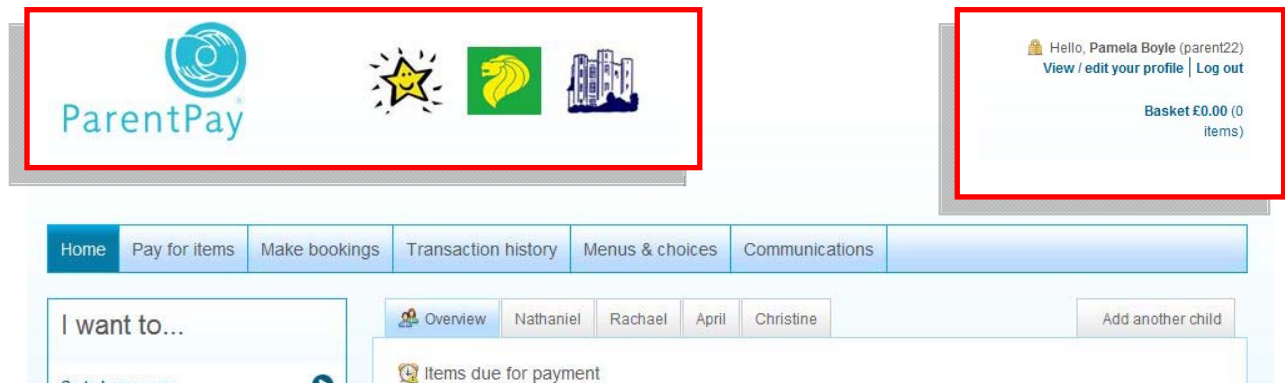 ParentPay
Hello, Pamela Boyle (parent22)
View / edit your profile | Log out
Basket £0.00 (0
items)
Home Pay for items Make bookings Transaction history Menus & choices Communications
I want to...
Overview Nathaniel Rachael April Christine Add another child
Items due for payment